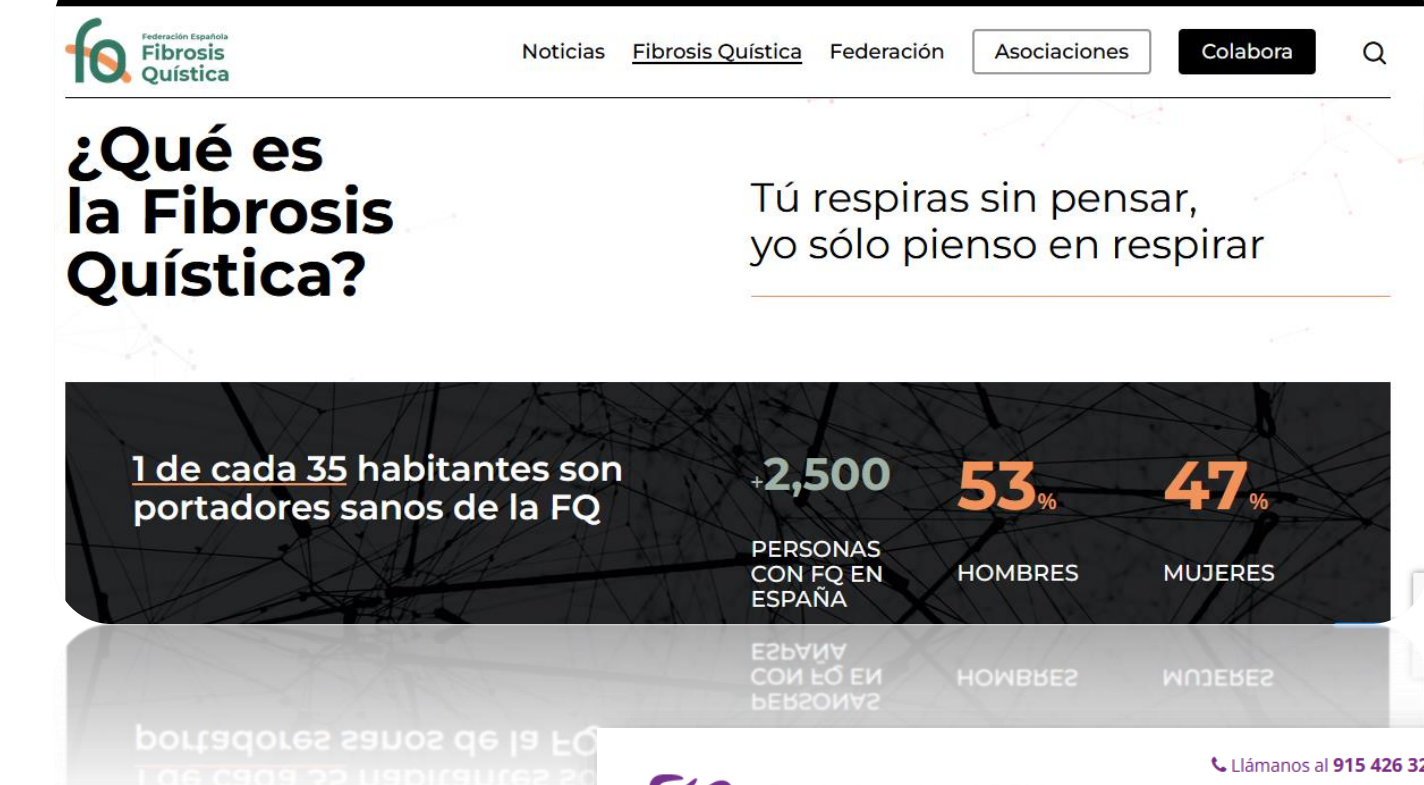 Federación Española
Fibrosis
Quística
Noticias Fibrosis Quística Federación Asociaciones Colabora
¿Qué es
la Fibrosis
Quística?
Tú respiras sin pensar,
yo sólo pienso en respirar
1 de cada 35 habitantes son
portadores sanos de la FQ
+2,500
PERSONAS
CON FQ EN
ESPAÑA
53%
HOMBRES
47%
MUJERES
Llámanos al 915 426 32